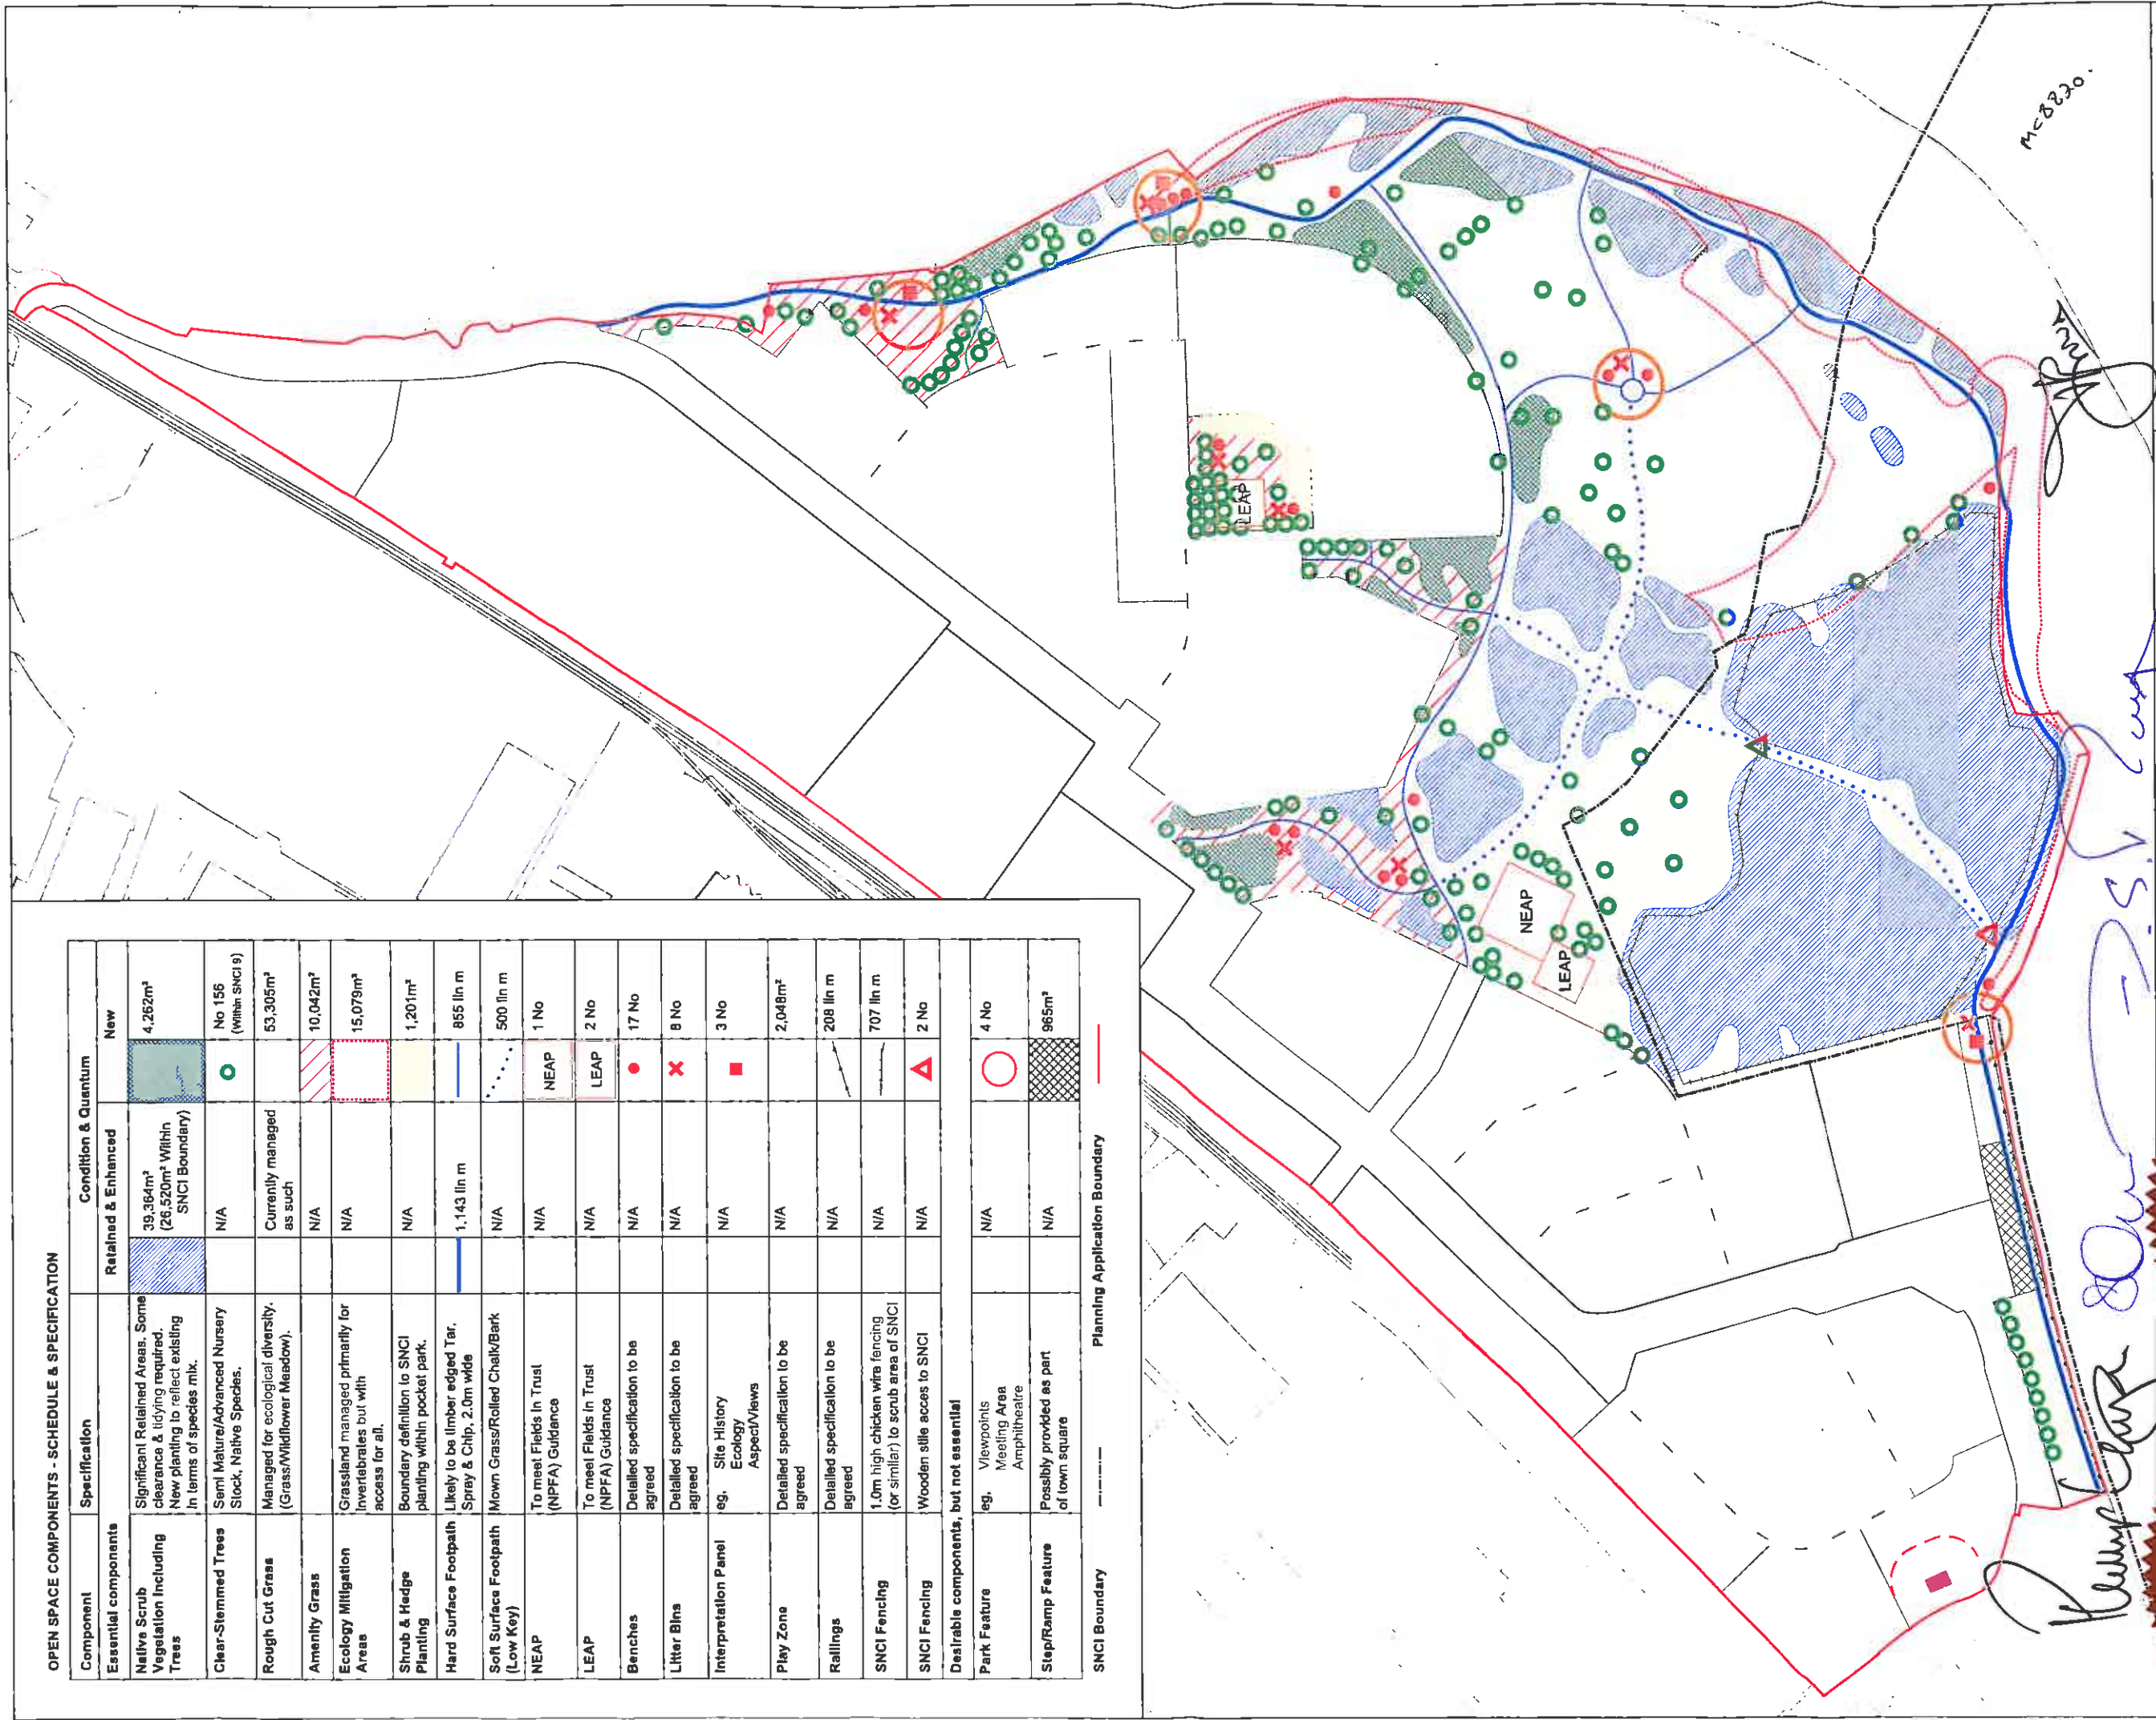 OPEN SPACE COMPONENTS - SCHEDULE & SPECIFICATION
Component Specification Condition & Quantum
Essential components Retained & Enhanced New
Native Scrub Vegetation Including Trees
Significant Retained Areas. Some clearance & tidying required. New planting to reflect existing in terms of species mix.
39,364m² (26,520m² Within SNCI Boundary)
4,262m²
Clear-Stemmed Trees
Semi Mature/Advanced Nursery Stock, Native Species.
N/A
No 156 (Within SNCI 9)
Rough Cut Grass
Managed for ecological diversity. (Grass/Wildflower Meadow).
Currently managed as such
53,305m²
Amenity Grass
N/A
10,042m²
Ecology Mitigation Areas
Grassland managed primarily for invertebrates but with access for all.
N/A
15,079m²
Shrub & Hedge Planting
Boundary definition to SNCI planting within pocket park.
N/A
1,201m²
Hard Surface Footpath
Likely to be timber edged Tar, Spray & Chip, 2.0m wide
1,143 lin m
855 lin m
Soft Surface Footpath (Low Key)
Mown Grass/Rolled Chalk/Bark
N/A
500 lin m
NEAP
To meet Fields In Trust (NPFA) Guidance
N/A
NEAP
1 No
LEAP
To meet Fields In Trust (NPFA) Guidance
N/A
LEAP
2 No
Benches
Detailed specification to be agreed
N/A
17 No
Litter Bins
Detailed specification to be agreed
N/A
8 No
Interpretation Panel
eg. Site History
Ecology
Aspect/Views
N/A
3 No
Play Zone
Detailed specification to be agreed
N/A
2,048m²
Railings
Detailed specification to be agreed
N/A
208 lin m
SNCI Fencing
1.0m high chicken wire fencing (or similar) to scrub area of SNCI
N/A
707 lin m
SNCI Fencing
Wooden stile acces to SNCI
N/A
2 No
Desirable components, but not essential
Park Feature
eg. Viewpoints
Meeting Area
Amphitheatre
N/A
4 No
Step/Ramp Feature
Possibly provided as part of town square
N/A
965m²
SNCI Boundary
Planning Application Boundary
LEAP
NEAP
LEAP